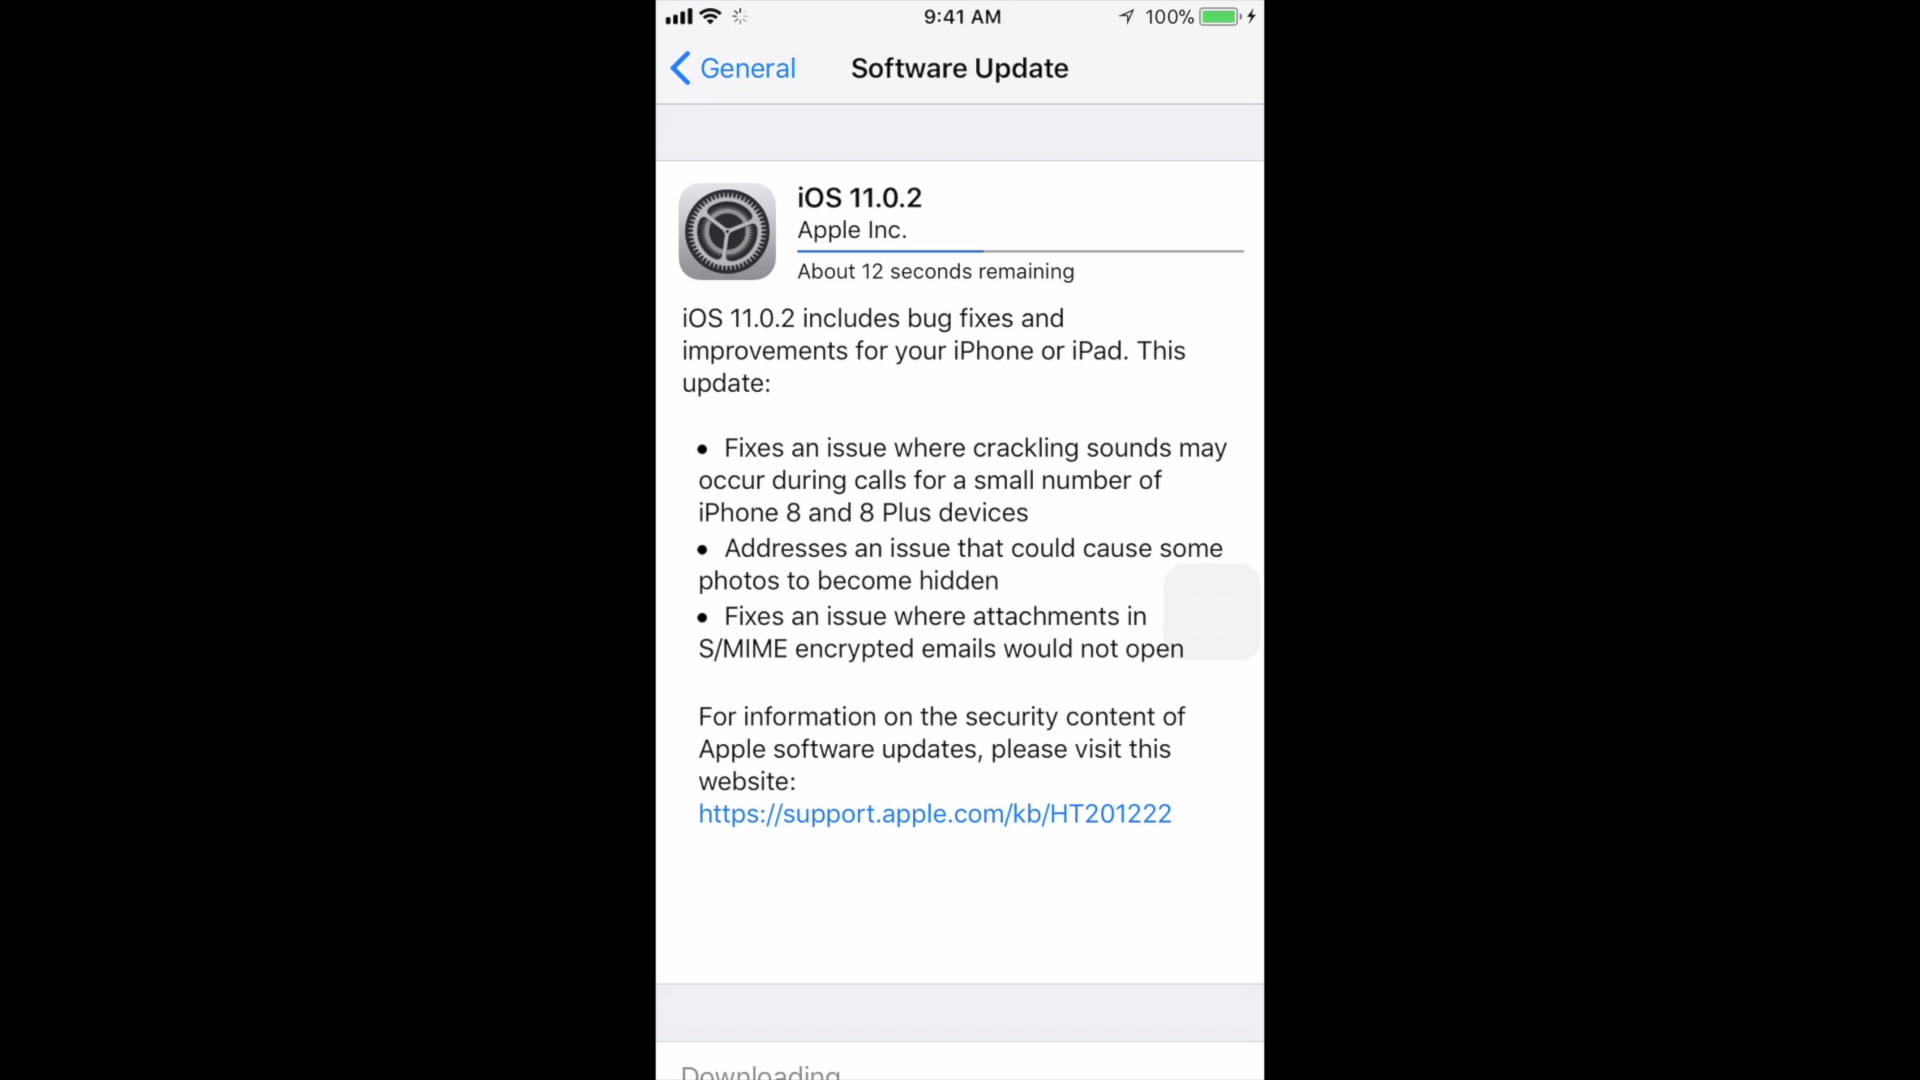 9:41 AM
100%
General
Software Update
iOS 11.0.2
Apple Inc.
About 12 seconds remaining
iOS 11.0.2 includes bug fixes and
improvements for your iPhone or iPad. This
update:
• Fixes an issue where crackling sounds may
occur during calls for a small number of
iPhone 8 and 8 Plus devices
• Addresses an issue that could cause some
photos to become hidden
• Fixes an issue where attachments in
S/MIME encrypted emails would not open
For information on the security content of
Apple software updates, please visit this
website:
https://support.apple.com/kb/HT201222
Downloading